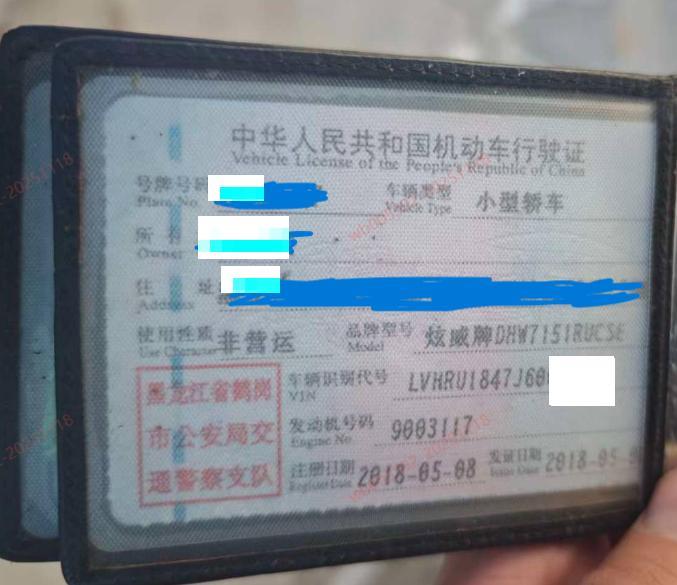 中华人民共和国机动车行驶证
Vehicle License of the People's Republic of China
号牌号码 车辆类型 小型轿车
Plate No. Vehicle Type
所
Owner
住 址
Address
使用性质 非营运 品牌型号 炫威牌DHW7151RUCSE
Use Character Model
黑龙江省鹤岗
市公安局交
通警察支队
车辆识别代号 LVHRU1847J60
VIN
发动机号码 9003117
Engine No.
注册日期 2018-05-08 发证日期 2018-05
Register Date Issue Date